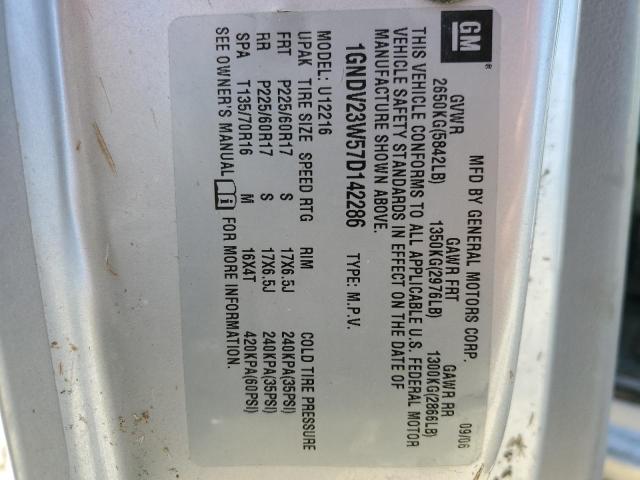 GM
MFD BY GENERAL MOTORS CORP. 09/06
GVWR GAWR FRT GAWR RR
2650KG(5842LB) 1350KG(2976LB) 1300KG(2866LB)
THIS VEHICLE CONFORMS TO ALL APPLICABLE U.S. FEDERAL MOTOR
VEHICLE SAFETY STANDARDS IN EFFECT ON THE DATE OF
MANUFACTURE SHOWN ABOVE.
1GNDV23W57D142286 TYPE: M.P.V.
MODEL: U12216
UPAK TIRE SIZE SPEED RTG RIM COLD TIRE PRESSURE
FRT P225/60R17 S 17X6.5J 240KPA(35PSI)
RR P225/60R17 S 17X6.5J 240KPA(35PSI)
SPA T135/70R16 M 16X4T 420KPA(60PSI)
SEE OWNER'S MANUAL i FOR MORE INFORMATION.